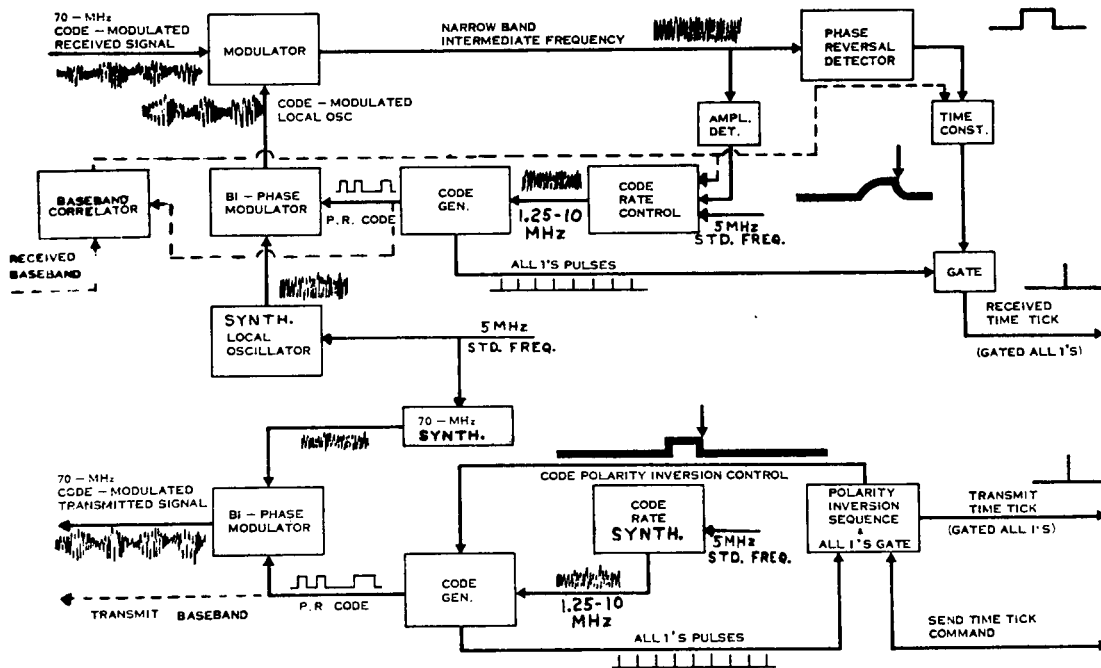 70-MHz
CODE-MODULATED
RECEIVED SIGNAL
MODULATOR
NARROW BAND
INTERMEDIATE FREQUENCY
PHASE
REVERSAL
DETECTOR
CODE-MODULATED
LOCAL OSC
AMPL.
DET.
TIME
CONST.
BASEBAND
CORRELATOR
BI-PHASE
MODULATOR
P.R. CODE
CODE
GEN.
1.25-10
MHZ
CODE
RATE
CONTROL
5MHZ
STD. FREQ.
RECEIVED
BASEBAND
ALL 1'S PULSES
GATE
RECEIVED
TIME TICK
(GATED ALL 1'S)
SYNTH.
LOCAL
OSCILLATOR
5MHZ
STD. FREQ.
70-MHZ
SYNTH.
CODE POLARITY INVERSION CONTROL
70-MHZ
CODE-MODULATED
TRANSMITTED SIGNAL
BI-PHASE
MODULATOR
CODE
RATE
SYNTH.
5MHZ
STD. FREQ.
POLARITY
INVERSION
SEQUENCE
&
ALL 1'S GATE
TRANSMIT
TIME TICK
(GATED ALL 1'S)
CODE
GEN.
1.25-10
MHZ
P.R CODE
TRANSMIT BASEBAND
ALL 1'S PULSES
SEND TIME TICK
COMMAND